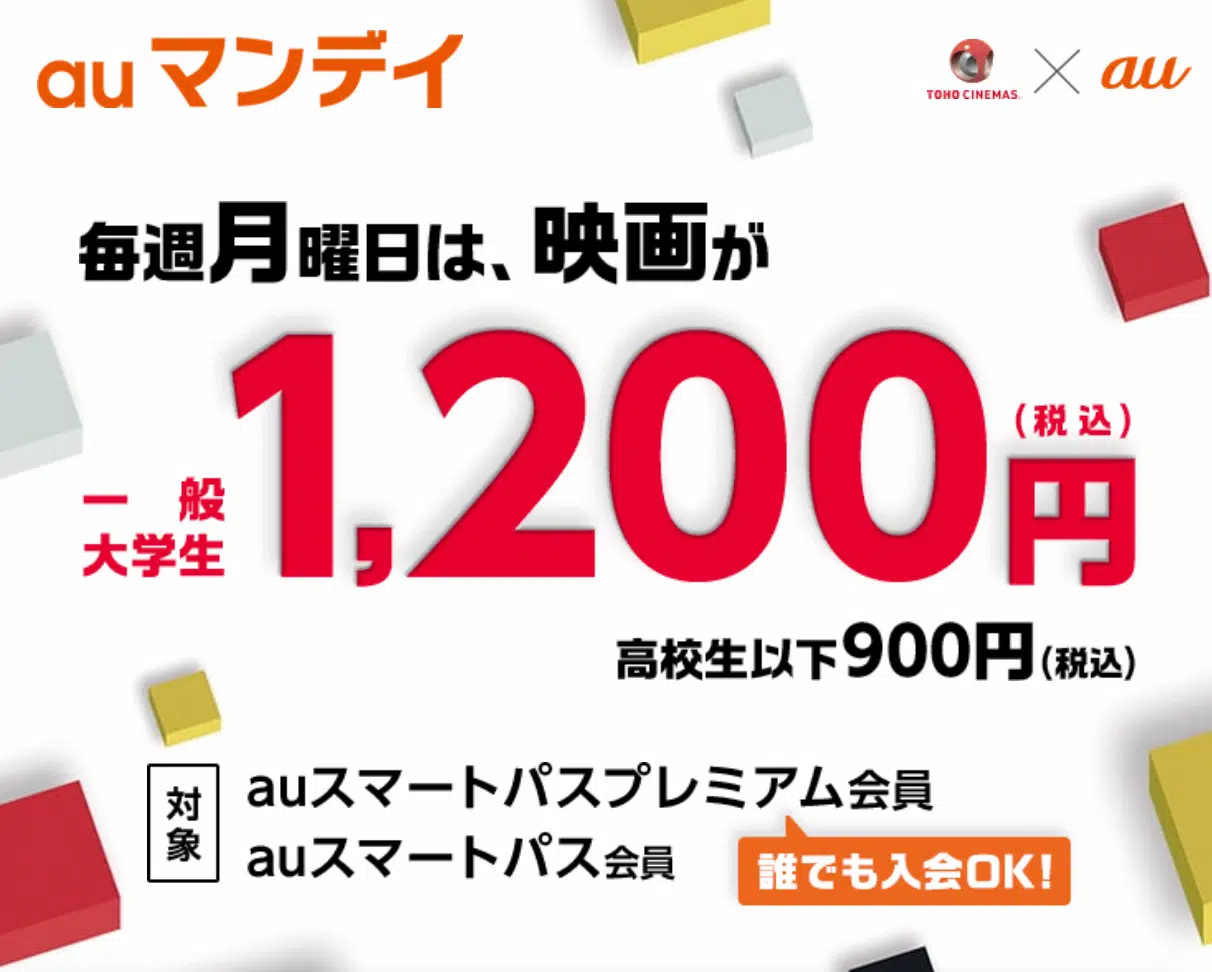 au マンデイ
TOHO CINEMAS. × au
毎週月曜日は、映画が
一般
大学生
1,200円
(税込)
高校生以下900円(税込)
対象
auスマートパスプレミアム会員
auスマートパス会員
誰でも入会OK!